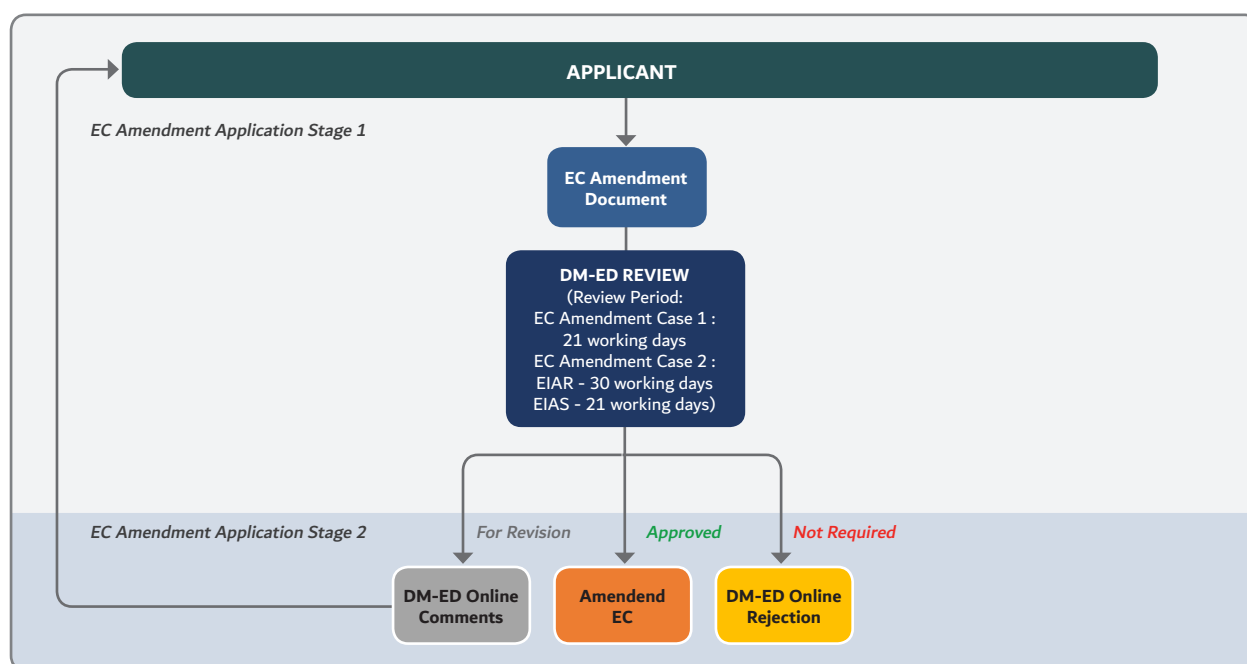 APPLICANT
EC Amendment Application Stage 1
EC Amendment
Document
DM-ED REVIEW
(Review Period:
EC Amendment Case 1 :
21 working days
EC Amendment Case 2 :
EIAR - 30 working days
EIAS - 21 working days)
EC Amendment Application Stage 2
For Revision
Approved
Not Required
DM-ED Online
Comments
Amendend
EC
DM-ED Online
Rejection